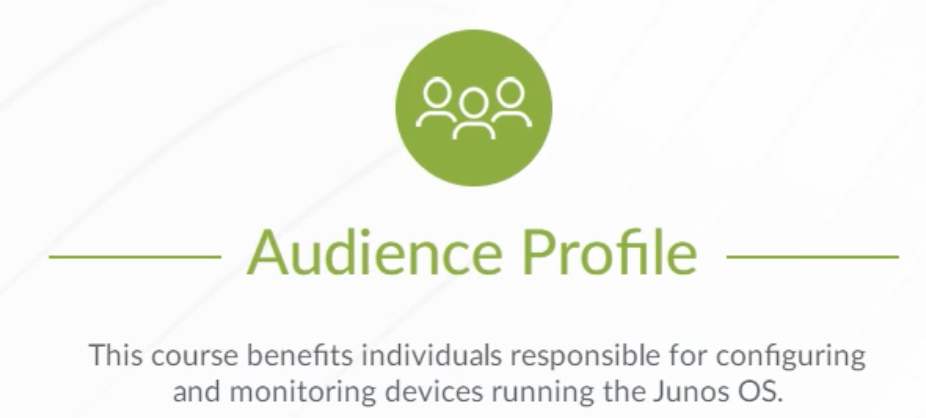 Audience Profile
This course benefits individuals responsible for configuring
and monitoring devices running the Junos OS.